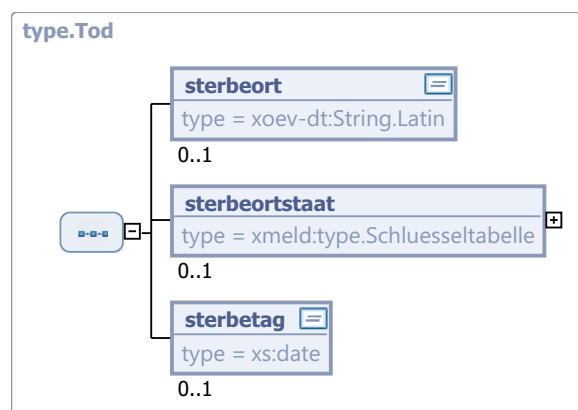 type.Tod
sterbeort
type = xoev-dt:String.Latin
0..1
sterbeortstaat
type = xmeld:type.Schluesseltabelle
0..1
sterbetag
type = xs:date
0..1